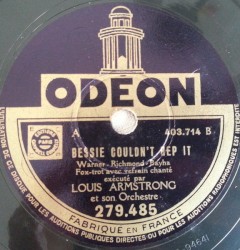 ODEON
A 403.714 B
BESSIE COULDN'T HEP IT
Warner-Richmond-Bayha
Fox-trot avec refrain chanté
exécuté par
LOUIS ARMSTRONG
et son Orchestre
279.485
FABRIQUÉ EN FRANCE